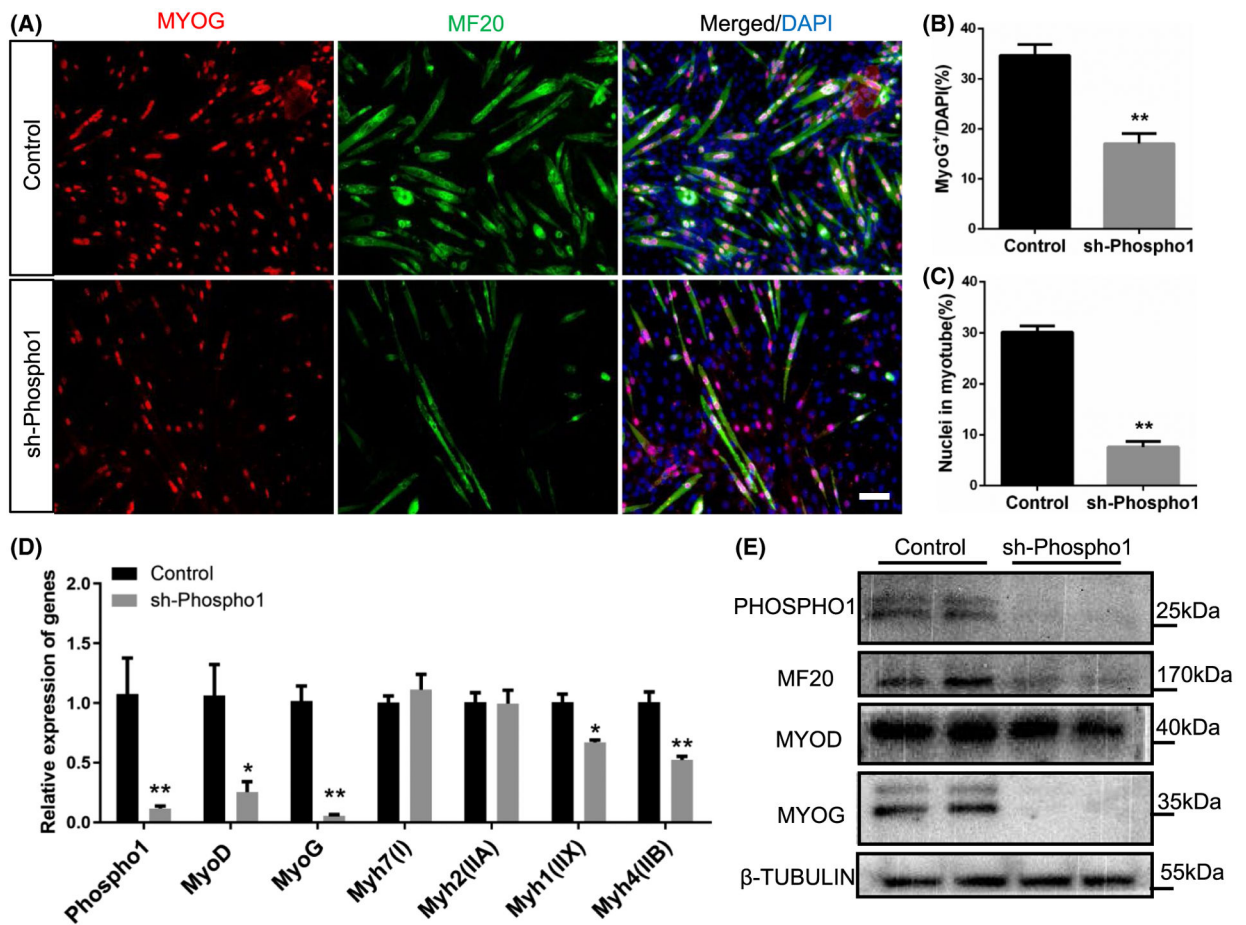 (A)
MYOG
MF20
Merged/DAPI
Control
sh-Phospho1
(B)
MyoG⁺/DAPI(%)
40
30
20
10
0
**
Control sh-Phospho1
(C)
Nuclei in myotube(%)
40
30
20
10
0
**
Control sh-Phospho1
(D)
Relative expression of genes
Control
sh-Phospho1
2.0
1.5
1.0
0.5
0.0
**
*
**
*
**
Phospho1
MyoD
MyoG
Myh7(I)
Myh2(IIA)
Myh1(IIX)
Myh4(IIB)
(E)
Control sh-Phospho1
PHOSPHO1 25kDa
MF20 170kDa
MYOD 40kDa
MYOG 35kDa
β-TUBULIN 55kDa